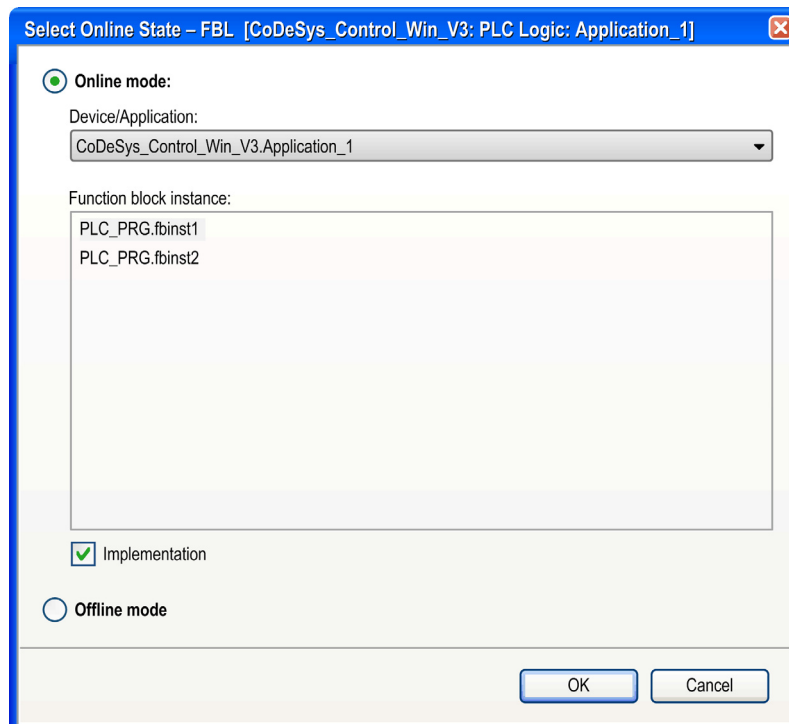 Select Online State – FBL [CoDeSys_Control_Win_V3: PLC Logic: Application_1]
Online mode:
Device/Application:
CoDeSys_Control_Win_V3.Application_1
Function block instance:
PLC_PRG.fbinst1
PLC_PRG.fbinst2
Implementation
Offline mode
OK Cancel